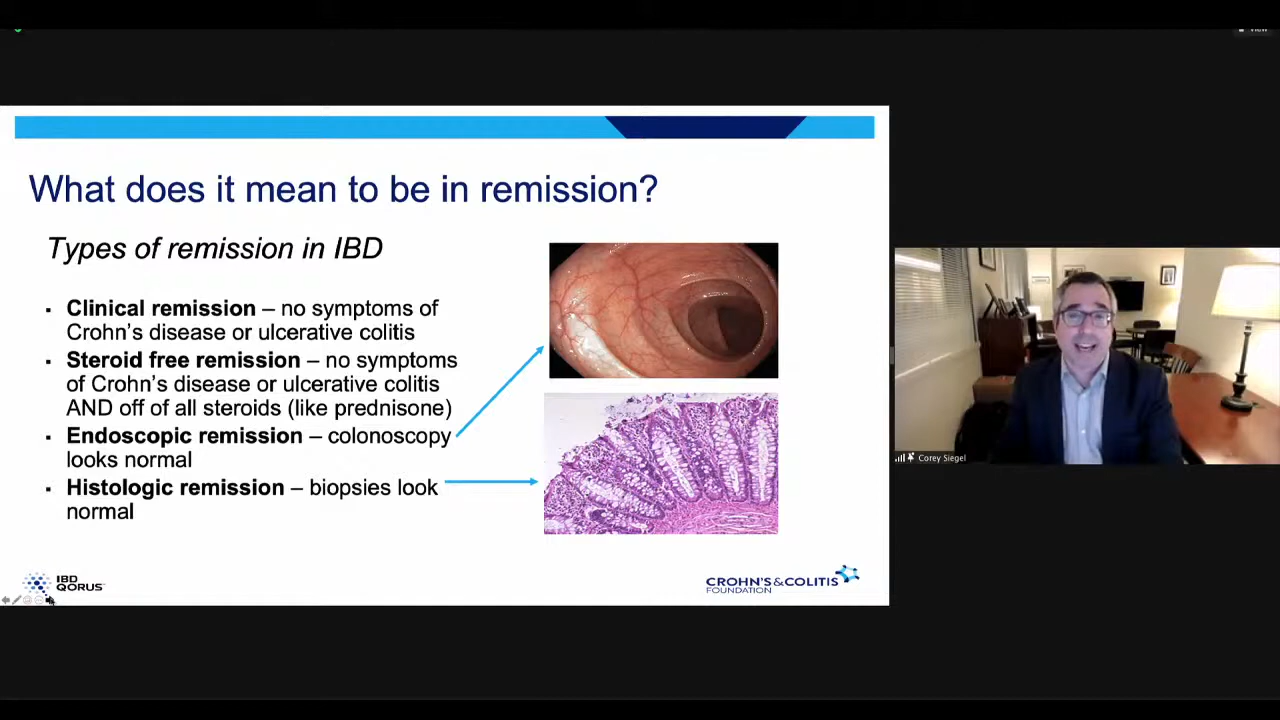 View
What does it mean to be in remission?
Types of remission in IBD
▪ Clinical remission – no symptoms of
Crohn's disease or ulcerative colitis
▪ Steroid free remission – no symptoms
of Crohn's disease or ulcerative colitis
AND off of all steroids (like prednisone)
▪ Endoscopic remission – colonoscopy
looks normal
▪ Histologic remission – biopsies look
normal
IBD
QORUS™
CROHN'S & COLITIS
FOUNDATION
Corey Siegel